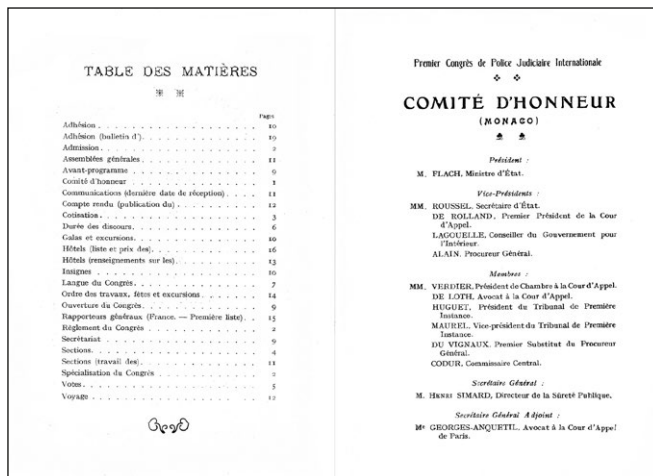 TABLE DES MATIÈRES
Pages
Adhésion 10
Adhésion (bulletin d') 19
Admission 2
Assemblées générales 11
Avant-programme 9
Comité d'honneur 1
Communications (dernière date de réception) 11
Compte rendu (publication du) 12
Cotisation 3
Durée des discours 6
Galas et excursions 10
Hôtels (liste et prix des) 16
Hôtels (renseignements sur les) 13
Insignes 10
Langue du Congrès 7
Ordre des travaux, fêtes et excursions 14
Ouverture du Congrès 9
Rapporteurs généraux (France. — Première liste) 15
Règlement du Congrès 2
Secrétariat 9
Sections 4
Sections (travail des) 11
Spécialisation du Congrès 2
Votes 5
Voyage 12
Premier Congrès de Police Judiciaire Internationale
COMITÉ D'HONNEUR
(MONACO)
Président :
M. FLACH, Ministre d'État.
Vice-Présidents :
MM. ROUSSEL, Secrétaire d'État.
DE ROLLAND, Premier Président de la Cour
d'Appel.
LAGOUELLE, Conseiller du Gouvernement pour
l'Intérieur.
ALAIN, Procureur Général.
Membres :
MM. VERDIER, Président de Chambre à la Cour d'Appel.
DE LOTH, Avocat à la Cour d'Appel.
HUGUET, Président du Tribunal de Première
Instance.
MAUREL, Vice-président du Tribunal de Première
Instance.
DU VIGNAUX, Premier Substitut du Procureur
Général.
CODUR, Commissaire Central.
Secrétaire Général :
M. HENRI SIMARD, Directeur de la Sûreté Publique.
Secrétaire Général Adjoint :
Me GEORGES-ANQUETIL, Avocat à la Cour d'Appel
de Paris.